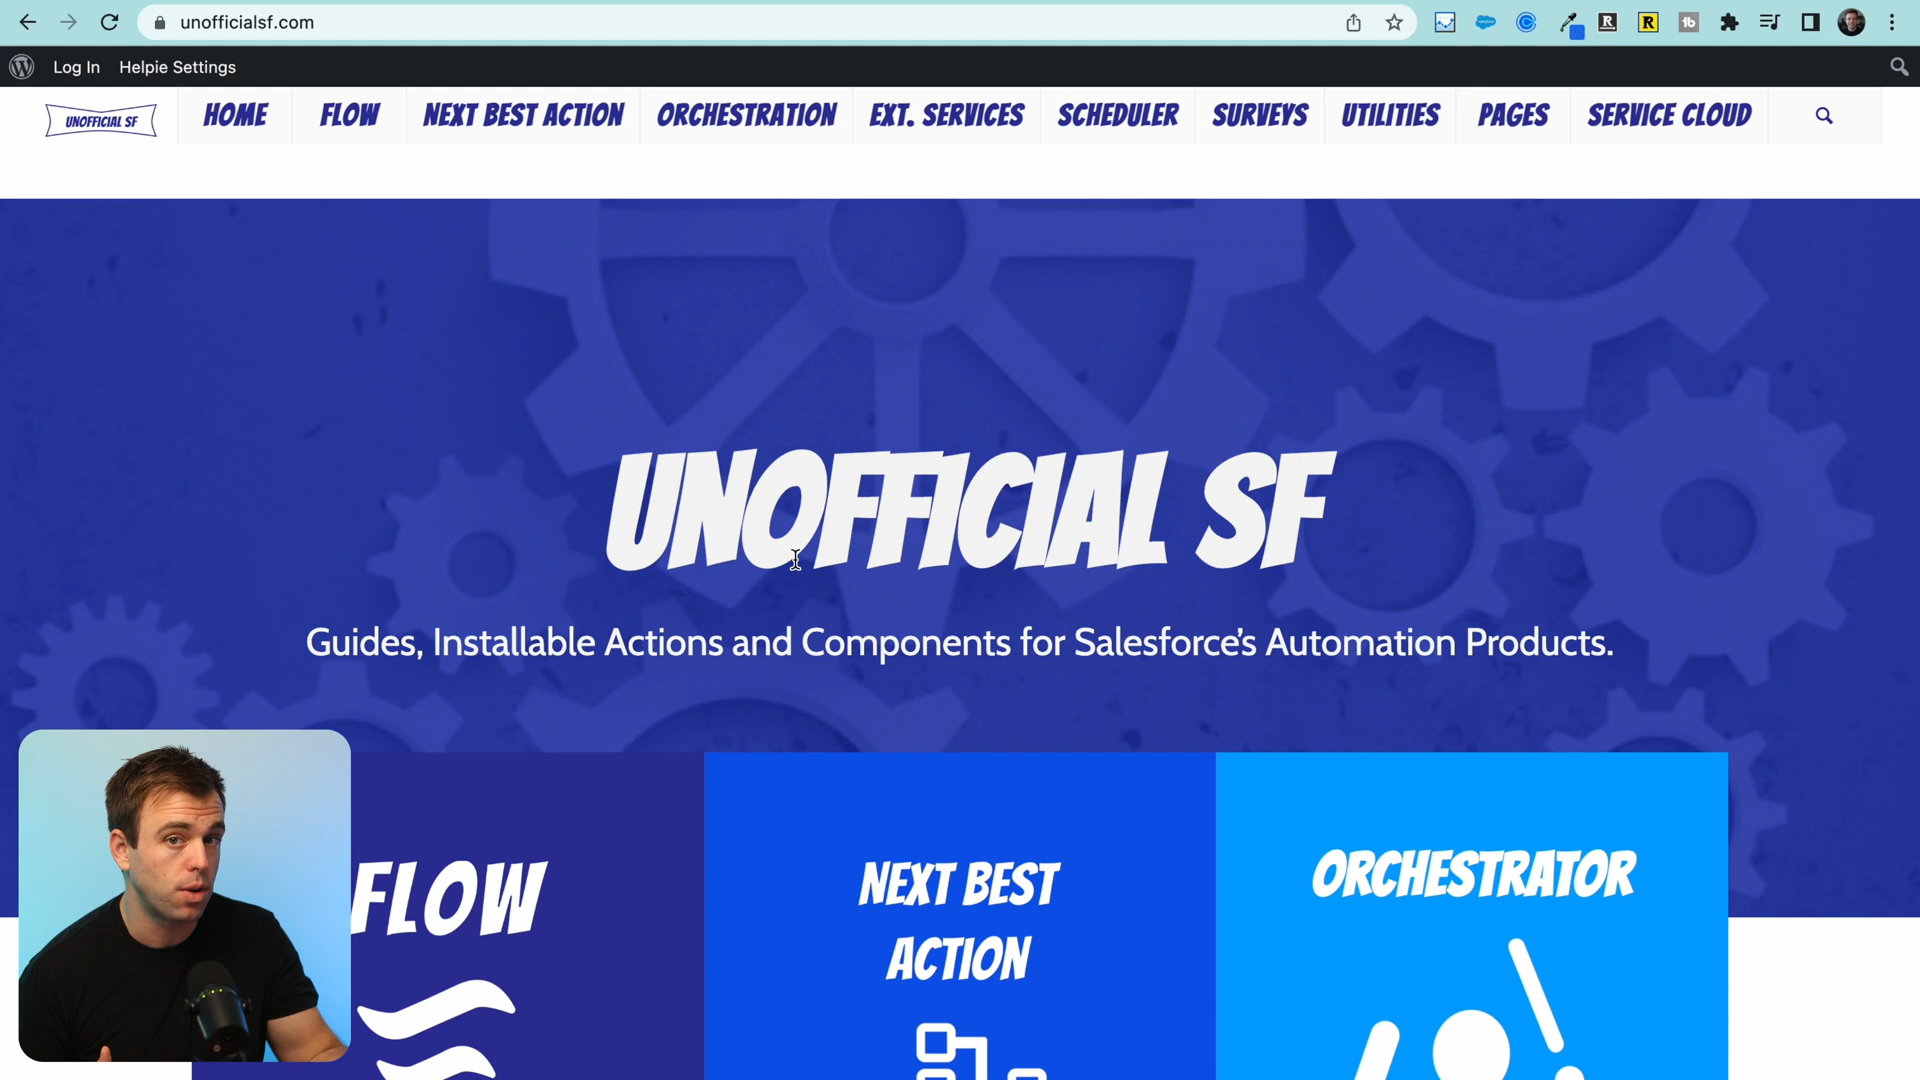 unofficialsf.com
Log In Helpie Settings
UNOFFICIAL SF HOME FLOW NEXT BEST ACTION ORCHESTRATION EXT. SERVICES SCHEDULER SURVEYS UTILITIES PAGES SERVICE CLOUD
UNOFFICIAL SF
Guides, Installable Actions and Components for Salesforce’s Automation Products.
FLOW
NEXT BEST
ACTION
ORCHESTRATOR